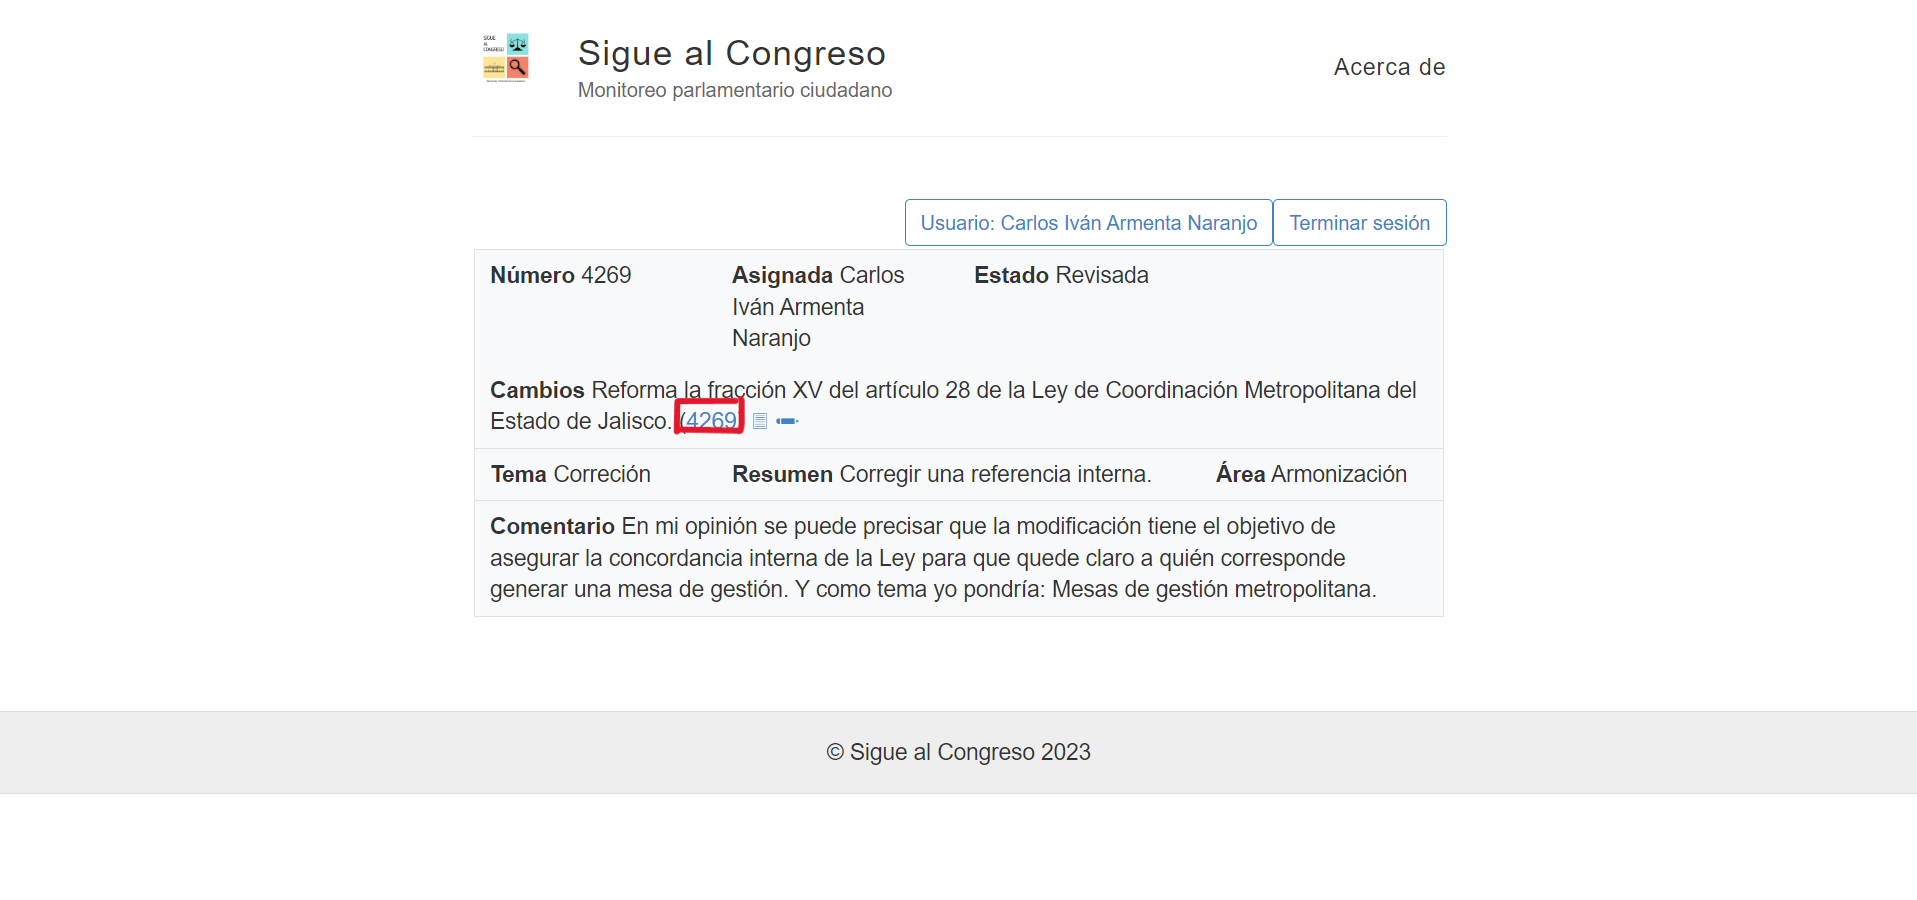 SIGUE
AL
CONGRESO
Sigue al Congreso
Monitoreo parlamentario ciudadano
Acerca de
Usuario: Carlos Iván Armenta Naranjo
Terminar sesión
Número 4269
Asignada Carlos
Iván Armenta
Naranjo
Estado Revisada
Cambios Reforma la fracción XV del artículo 28 de la Ley de Coordinación Metropolitana del
Estado de Jalisco. (4269)
Tema Correción
Resumen Corregir una referencia interna.
Área Armonización
Comentario En mi opinión se puede precisar que la modificación tiene el objetivo de
asegurar la concordancia interna de la Ley para que quede claro a quién corresponde
generar una mesa de gestión. Y como tema yo pondría: Mesas de gestión metropolitana.
© Sigue al Congreso 2023